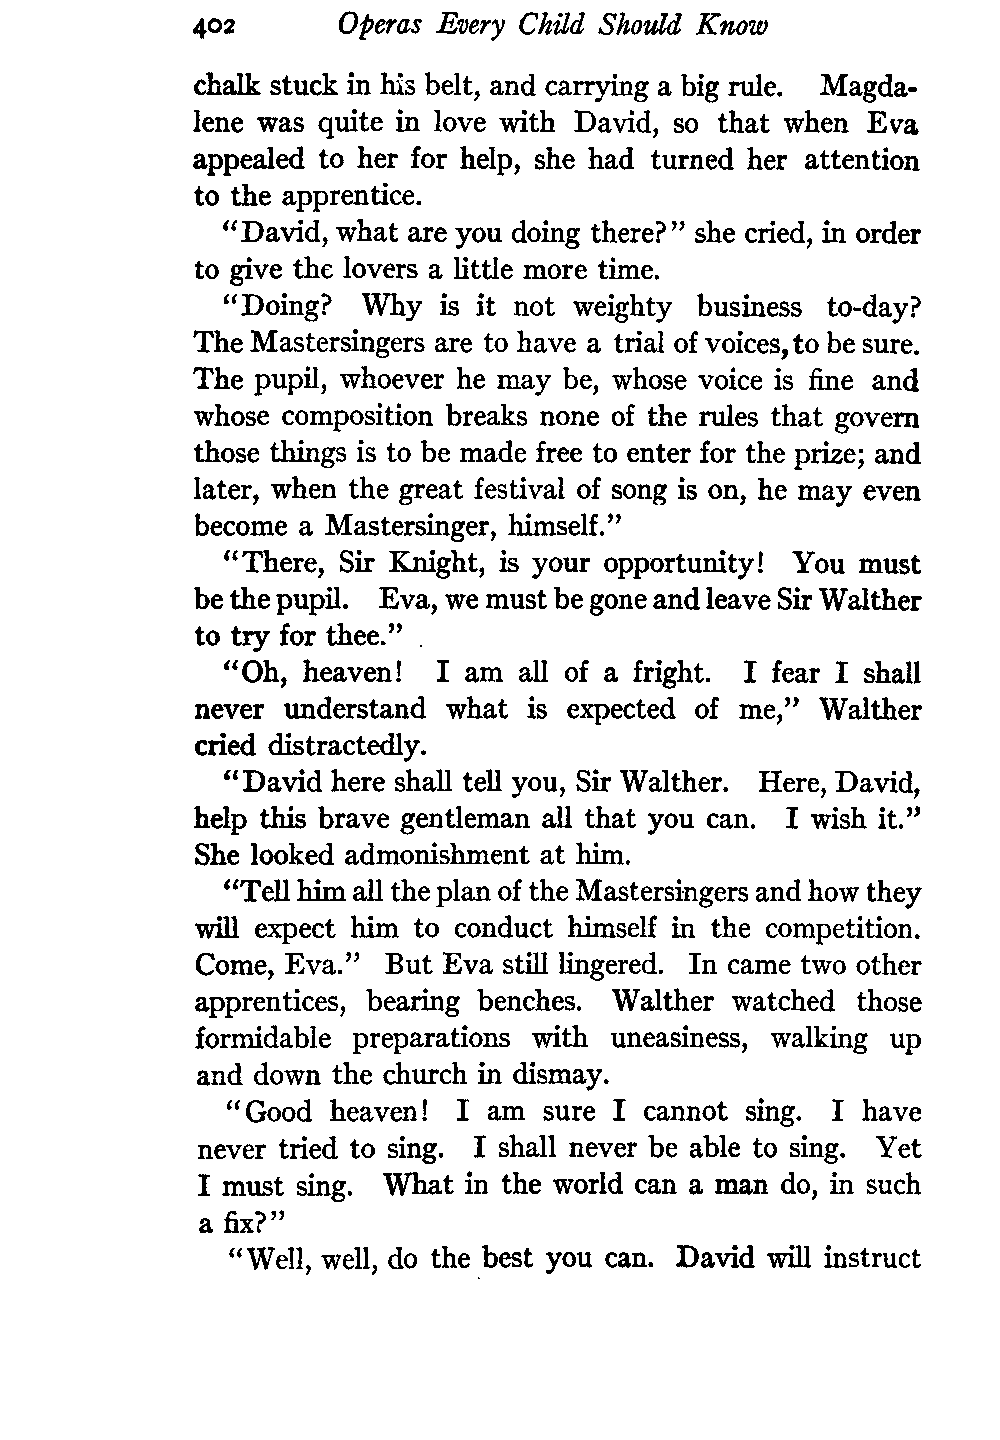 402 Operas Every Child Should Know
chalk stuck in his belt, and carrying a big rule. Magda-
lene was quite in love with David, so that when Eva
appealed to her for help, she had turned her attention
to the apprentice.
"David, what are you doing there?" she cried, in order
to give the lovers a little more time.
"Doing? Why is it not weighty business to-day?
The Mastersingers are to have a trial of voices, to be sure.
The pupil, whoever he may be, whose voice is fine and
whose composition breaks none of the rules that govern
those things is to be made free to enter for the prize; and
later, when the great festival of song is on, he may even
become a Mastersinger, himself."
"There, Sir Knight, is your opportunity! You must
be the pupil. Eva, we must be gone and leave Sir Walther
to try for thee."
"Oh, heaven! I am all of a fright. I fear I shall
never understand what is expected of me," Walther
cried distractedly.
"David here shall tell you, Sir Walther. Here, David,
help this brave gentleman all that you can. I wish it."
She looked admonishment at him.
"Tell him all the plan of the Mastersingers and how they
will expect him to conduct himself in the competition.
Come, Eva." But Eva still lingered. In came two other
apprentices, bearing benches. Walther watched those
formidable preparations with uneasiness, walking up
and down the church in dismay.
"Good heaven! I am sure I cannot sing. I have
never tried to sing. I shall never be able to sing. Yet
I must sing. What in the world can a man do, in such
a fix?"
"Well, well, do the best you can. David will instruct